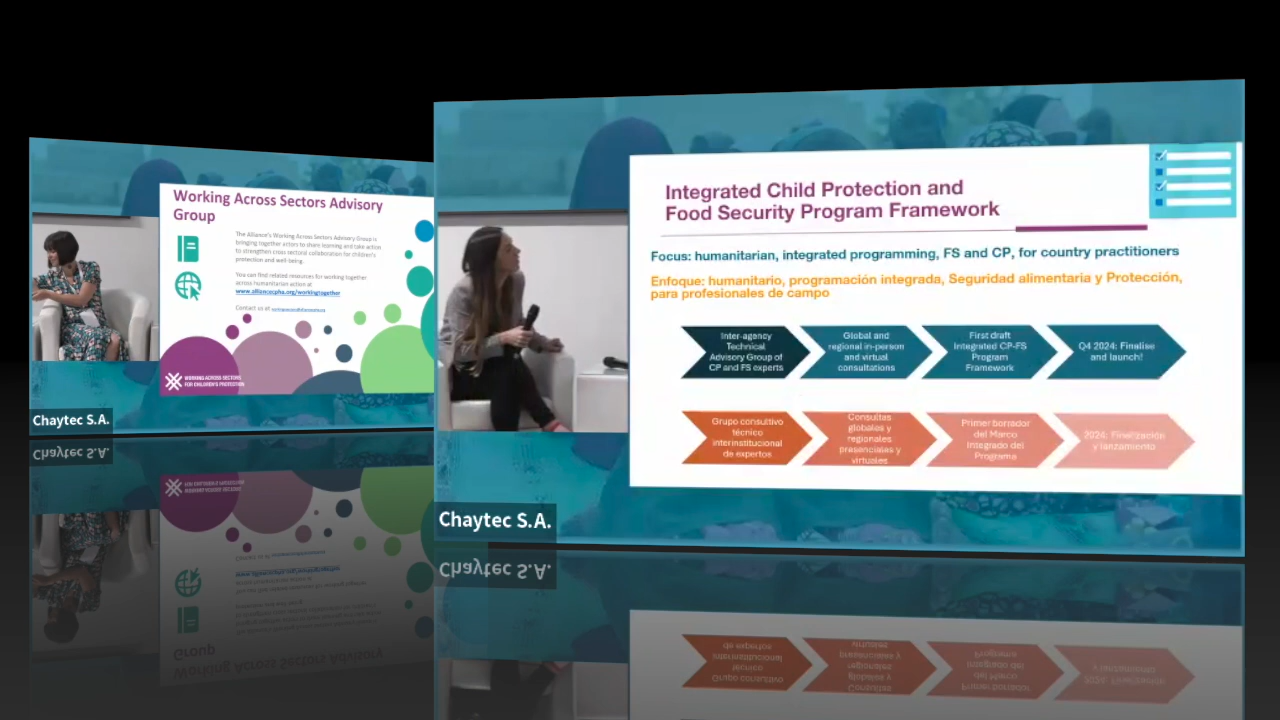 Working Across Sectors Advisory
Group
The Alliance's Working Across Sectors Advisory Group is
bringing together actors to share learning and take action
to strengthen cross sectoral collaboration for children's
protection and well-being.
You can find related resources for working together
across humanitarian action at
www.alliancecpha.org/workingtogether
Contact us at
WORKING ACROSS SECTORS
FOR CHILDREN'S PROTECTION
Chaytec S.A.
Integrated Child Protection and
Food Security Program Framework
Focus: humanitarian, integrated programming, FS and CP, for country practitioners
Enfoque: humanitario, programación integrada, Seguridad alimentaria y Protección,
para profesionales de campo
Inter-agency
Technical
Advisory Group of
CP and FS experts
Global and
regional in-person
and virtual
consultations
First draft
Integrated CP-FS
Program
Framework
Q4 2024: Finalise
and launch!
Grupo consultivo
técnico
interinstitucional
de expertos
Consultas
globales y
regionales
presenciales y
virtuales
Primer borrador
del Marco
Integrado del
Programa
2024: Finalización
y lanzamiento
Chaytec S.A.